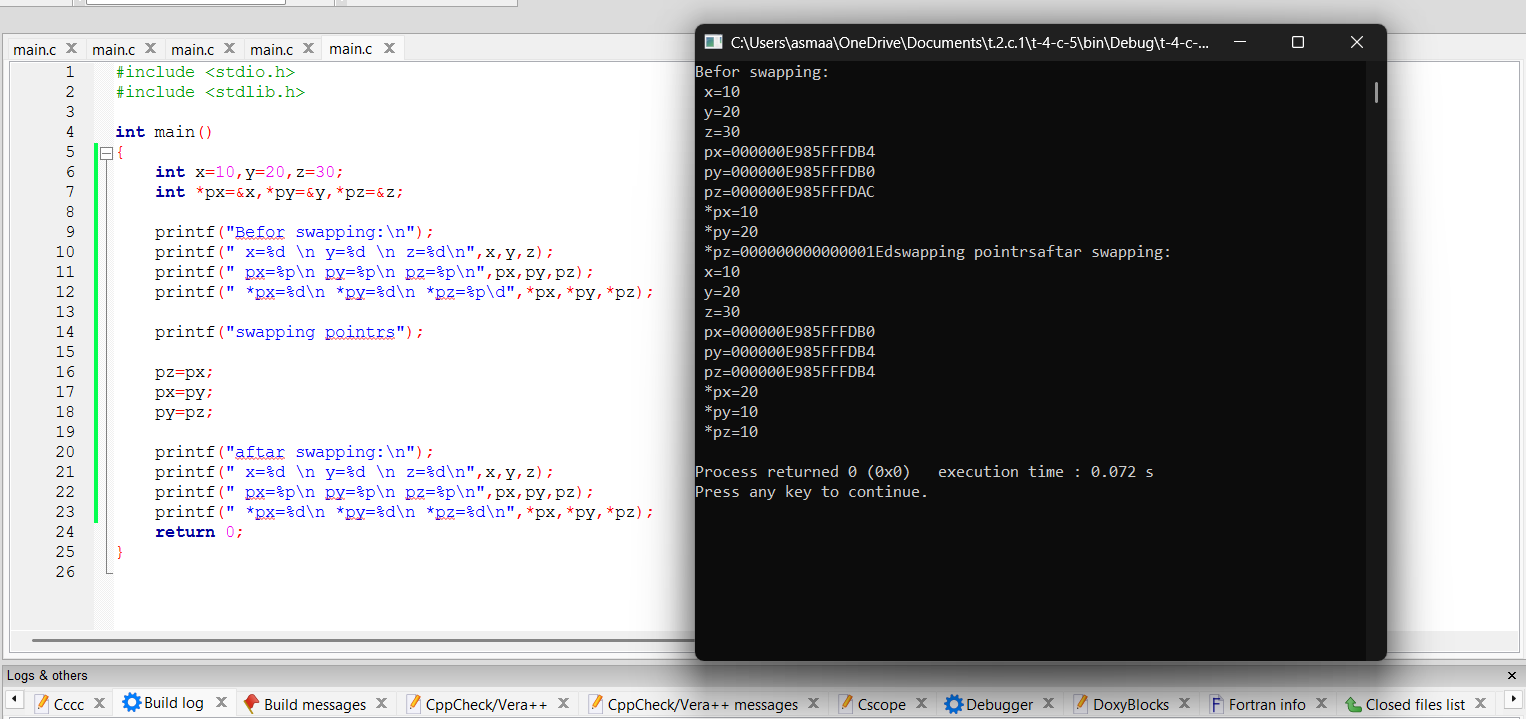 main.c X main.c X main.c X main.c X main.c X
1 #include <stdio.h>
2 #include <stdlib.h>
3
4 int main()
5 {
6 int x=10,y=20,z=30;
7 int *px=&x,*py=&y,*pz=&z;
8
9 printf("Befor swapping:\n");
10 printf(" x=%d \n y=%d \n z=%d\n",x,y,z);
11 printf(" px=%p\n py=%p\n pz=%p\n",px,py,pz);
12 printf(" *px=%d\n *py=%d\n *pz=%p\d",*px,*py,*pz);
13
14 printf("swapping pointrs");
15
16 pz=px;
17 px=py;
18 py=pz;
19
20 printf("aftar swapping:\n");
21 printf(" x=%d \n y=%d \n z=%d\n",x,y,z);
22 printf(" px=%p\n py=%p\n pz=%p\n",px,py,pz);
23 printf(" *px=%d\n *py=%d\n *pz=%d\n",*px,*py,*pz);
24 return 0;
25 }
26
C:\Users\asmaa\OneDrive\Documents\t.2.c.1\t-4-c-5\bin\Debug\t-4-c-...
Befor swapping:
x=10
y=20
z=30
px=000000E985FFFDB4
py=000000E985FFFDB0
pz=000000E985FFFDAC
*px=10
*py=20
*pz=000000000000001Edswapping pointrsaftar swapping:
x=10
y=20
z=30
px=000000E985FFFDB0
py=000000E985FFFDB4
pz=000000E985FFFDB4
*px=20
*py=10
*pz=10
Process returned 0 (0x0) execution time : 0.072 s
Press any key to continue.
Logs & others
Cccc X Build log X Build messages X CppCheck/Vera++ X CppCheck/Vera++ messages X Cscope X Debugger X DoxyBlocks X F Fortran info X Closed files list X